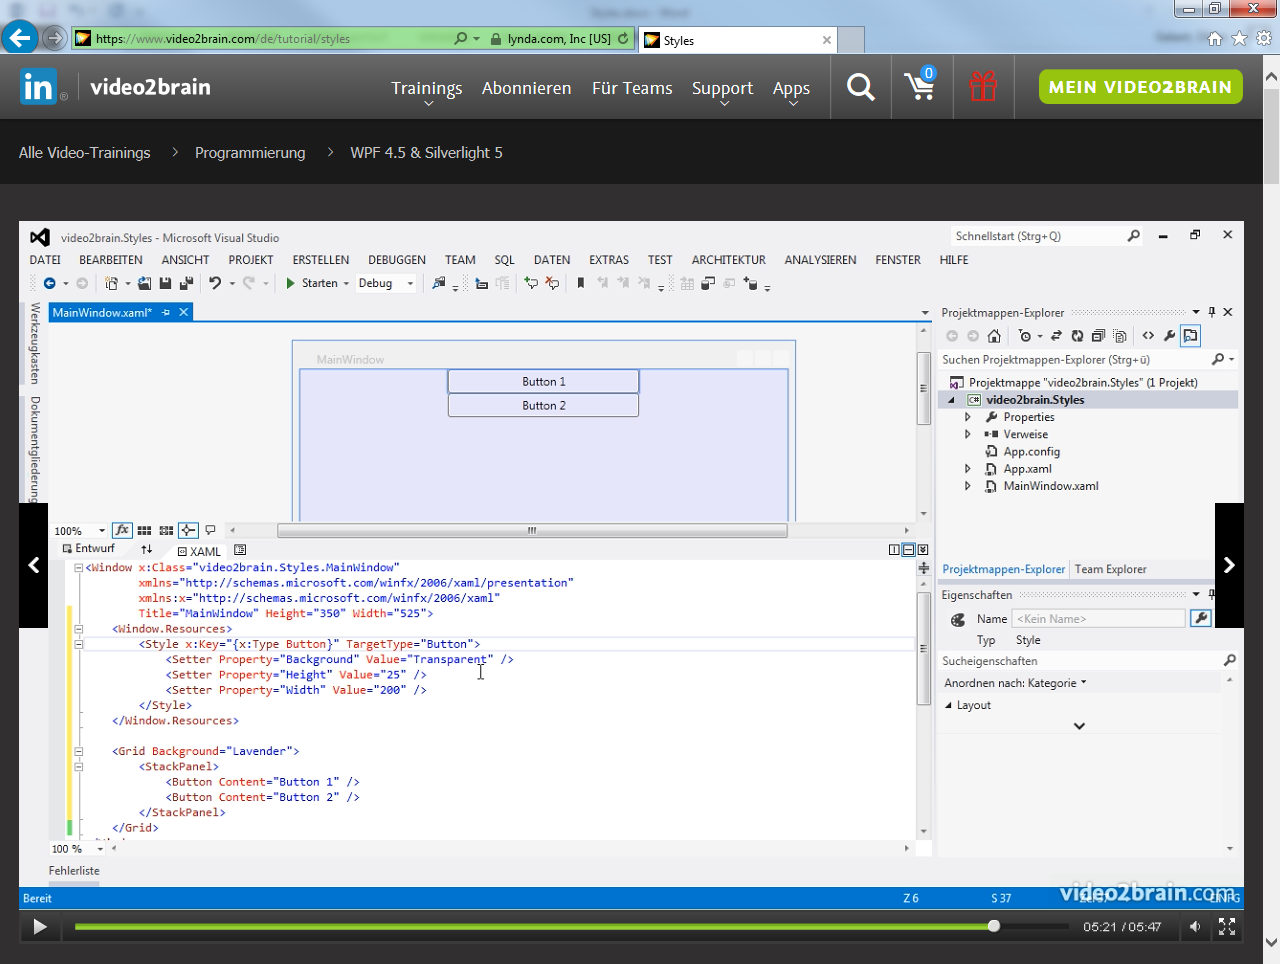 https://www.video2brain.com/de/tutorial/styles
lynda.com, Inc [US]
Styles
in
video2brain
Trainings
Abonnieren
Für Teams
Support
Apps
0
MEIN VIDEO2BRAIN
Alle Video-Trainings
Programmierung
WPF 4.5 & Silverlight 5
video2brain.Styles - Microsoft Visual Studio
Schnellstart (Strg+Q)
DATEI BEARBEITEN ANSICHT PROJEKT ERSTELLEN DEBUGGEN TEAM SQL DATEN EXTRAS TEST ARCHITEKTUR ANALYSIEREN FENSTER HILFE
Starten
Debug
Werkzeugkasten
Dokumentgliederung
MainWindow.xaml*
MainWindow
Button 1
Button 2
100%
fx
Entwurf
XAML
<Window x:Class="video2brain.Styles.MainWindow"
xmlns="http://schemas.microsoft.com/winfx/2006/xaml/presentation"
xmlns:x="http://schemas.microsoft.com/winfx/2006/xaml"
Title="MainWindow" Height="350" Width="525">
<Window.Resources>
<Style x:Key="{x:Type Button}" TargetType="Button">
<Setter Property="Background" Value="Transparent" />
<Setter Property="Height" Value="25" />
<Setter Property="Width" Value="200" />
</Style>
</Window.Resources>
<Grid Background="Lavender">
<StackPanel>
<Button Content="Button 1" />
<Button Content="Button 2" />
</StackPanel>
</Grid>
100 %
Projektmappen-Explorer
Suchen Projektmappen-Explorer (Strg+ü)
Projektmappe "video2brain.Styles" (1 Projekt)
C# video2brain.Styles
Properties
Verweise
App.config
App.xaml
MainWindow.xaml
Projektmappen-Explorer
Team Explorer
Eigenschaften
Name
<Kein Name>
Typ
Style
Sucheigenschaften
Anordnen nach: Kategorie
Layout
Fehlerliste
Bereit
Z 6
S 37
video2brain.com
05:21 / 05:47